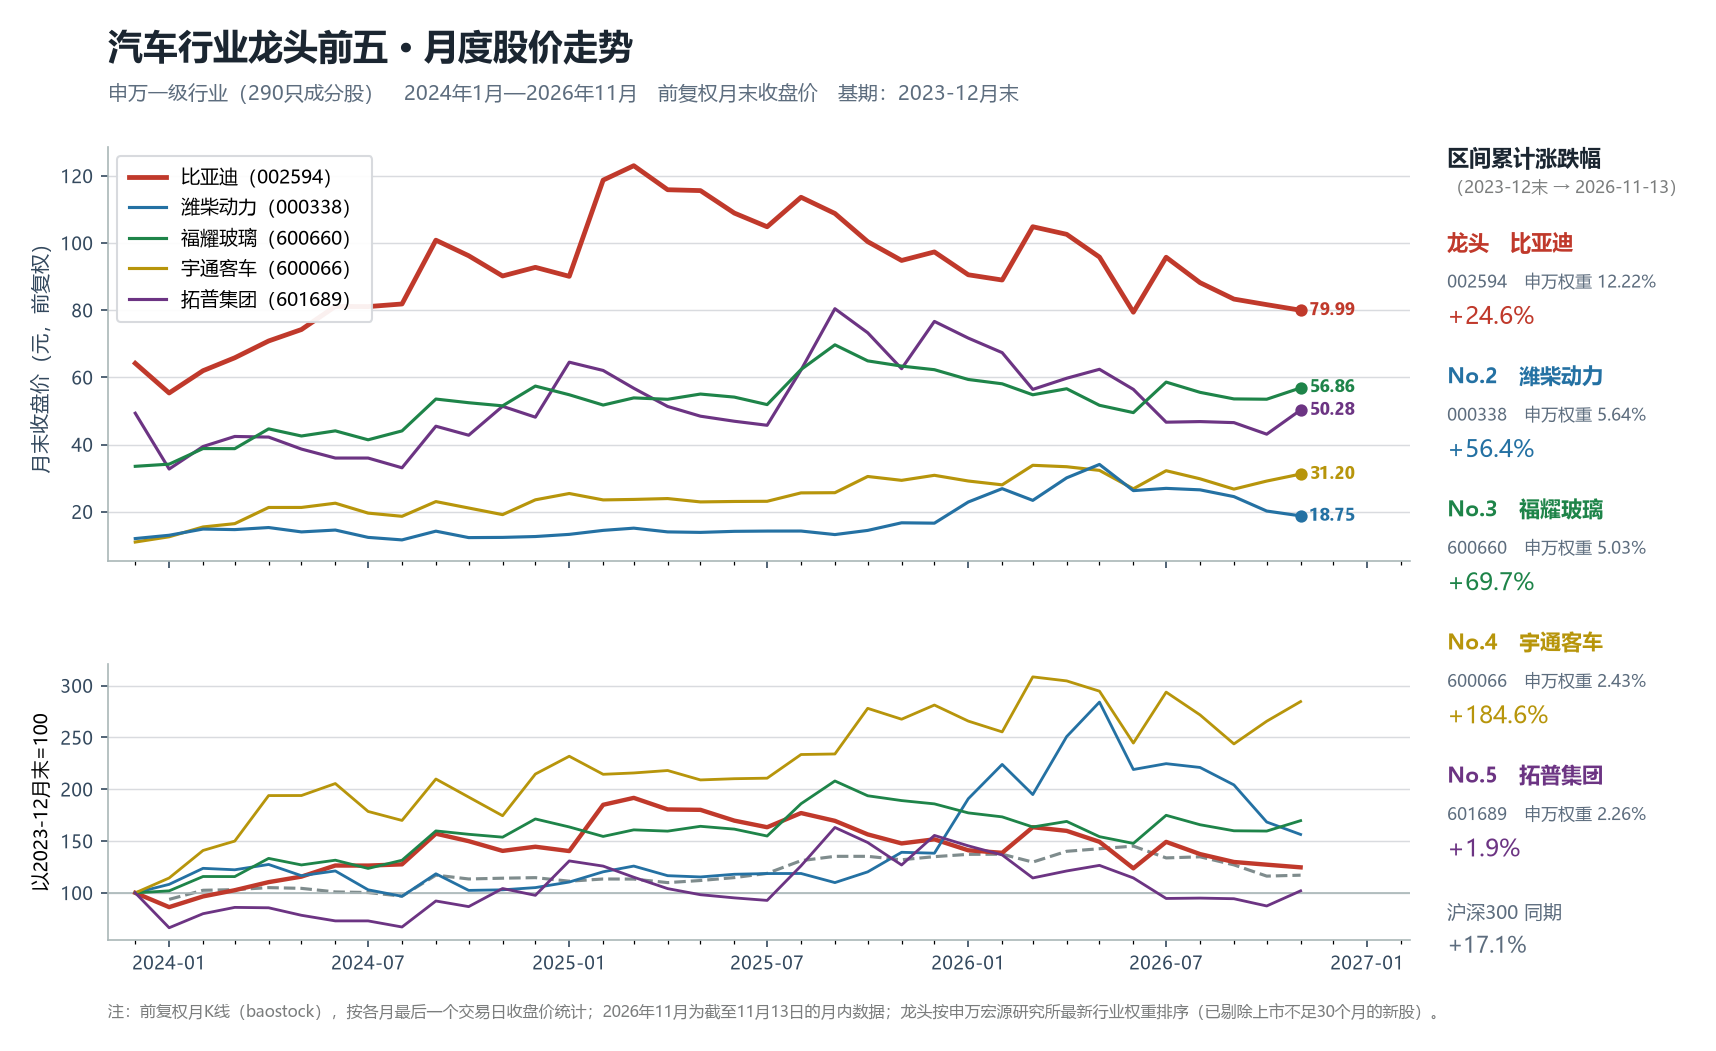 汽车行业龙头前五 • 月度股价走势
申万一级行业（290只成分股） 2024年1月—2026年11月 前复权月末收盘价 基期：2023-12月末
月末收盘价（元，前复权）
120
100
80
60
40
20
比亚迪（002594）
潍柴动力（000338）
福耀玻璃（600660）
宇通客车（600066）
拓普集团（601689）
79.99
56.86
50.28
31.20
18.75
以2023-12月末=100
300
250
200
150
100
2024-01
2024-07
2025-01
2025-07
2026-01
2026-07
2027-01
区间累计涨跌幅
（2023-12末 → 2026-11-13）
龙头 比亚迪
002594 申万权重 12.22%
+24.6%
No.2 潍柴动力
000338 申万权重 5.64%
+56.4%
No.3 福耀玻璃
600660 申万权重 5.03%
+69.7%
No.4 宇通客车
600066 申万权重 2.43%
+184.6%
No.5 拓普集团
601689 申万权重 2.26%
+1.9%
沪深300 同期
+17.1%
注：前复权月K线（baostock），按各月最后一个交易日收盘价统计；2026年11月为截至11月13日的月内数据；龙头按申万宏源研究所最新行业权重排序（已剔除上市不足30个月的新股）。